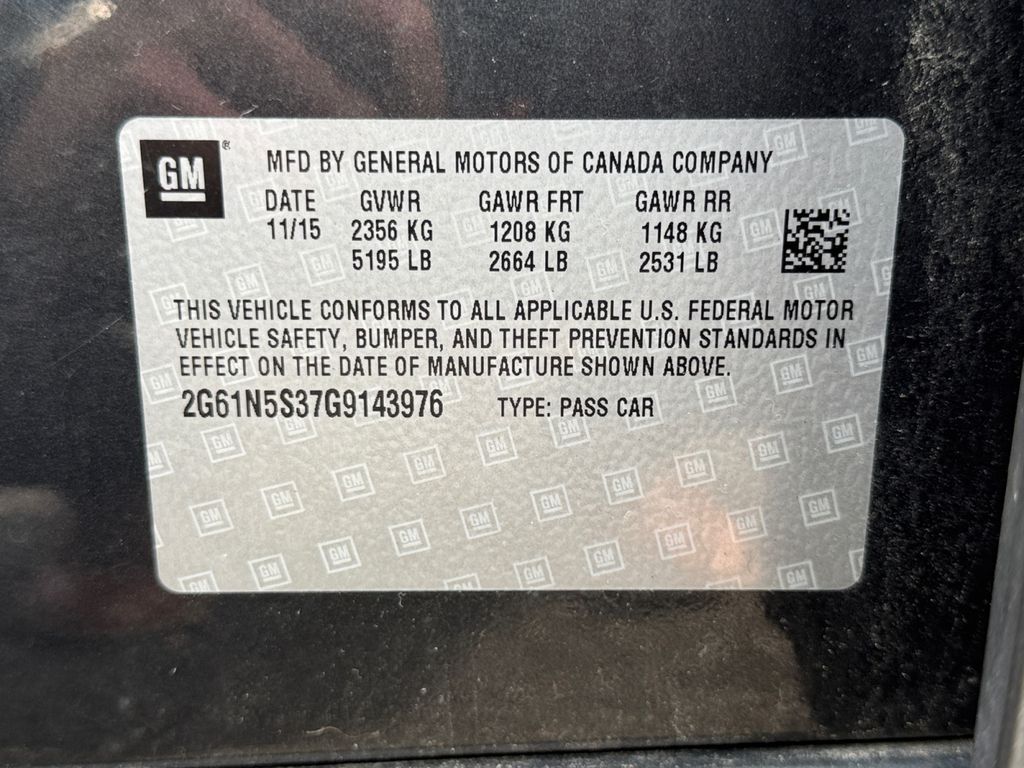 GM
MFD BY GENERAL MOTORS OF CANADA COMPANY
DATE GVWR GAWR FRT GAWR RR
11/15 2356 KG 1208 KG 1148 KG
5195 LB 2664 LB 2531 LB
THIS VEHICLE CONFORMS TO ALL APPLICABLE U.S. FEDERAL MOTOR
VEHICLE SAFETY, BUMPER, AND THEFT PREVENTION STANDARDS IN
EFFECT ON THE DATE OF MANUFACTURE SHOWN ABOVE.
2G61N5S37G9143976 TYPE: PASS CAR